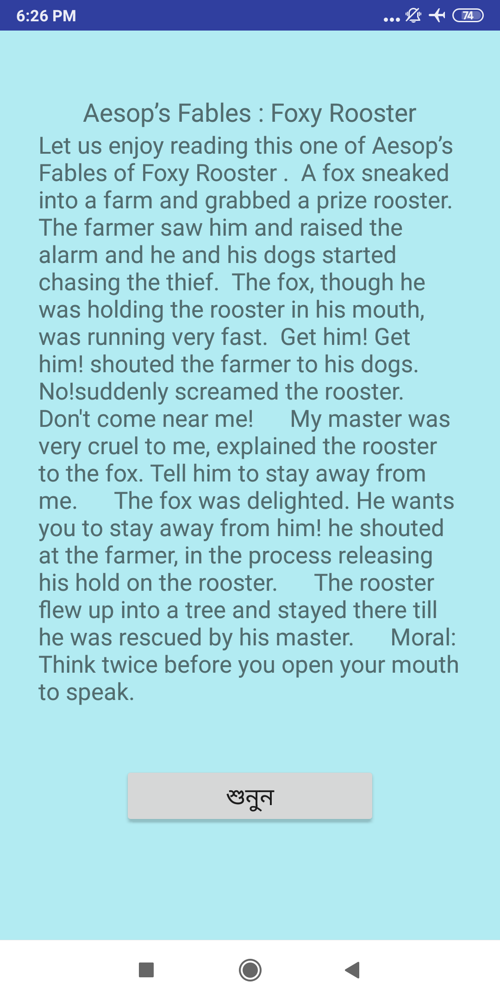 6:26 PM
74
Aesop’s Fables : Foxy Rooster
Let us enjoy reading this one of Aesop’s
Fables of Foxy Rooster .  A fox sneaked
into a farm and grabbed a prize rooster.
The farmer saw him and raised the
alarm and he and his dogs started
chasing the thief.  The fox, though he
was holding the rooster in his mouth,
was running very fast.  Get him! Get
him! shouted the farmer to his dogs.
No!suddenly screamed the rooster.
Don't come near me!      My master was
very cruel to me, explained the rooster
to the fox. Tell him to stay away from
me.      The fox was delighted. He wants
you to stay away from him! he shouted
at the farmer, in the process releasing
his hold on the rooster.      The rooster
flew up into a tree and stayed there till
he was rescued by his master.      Moral:
Think twice before you open your mouth
to speak.
শুনুন